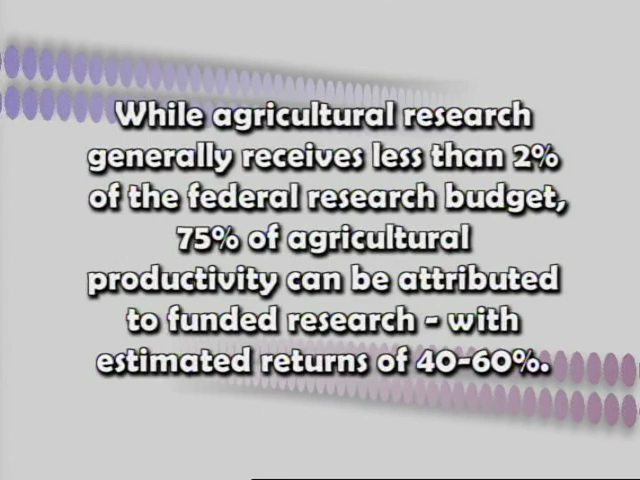 While agricultural research
generally receives less than 2%
of the federal research budget,
75% of agricultural
productivity can be attributed
to funded research - with
estimated returns of 40-60%.